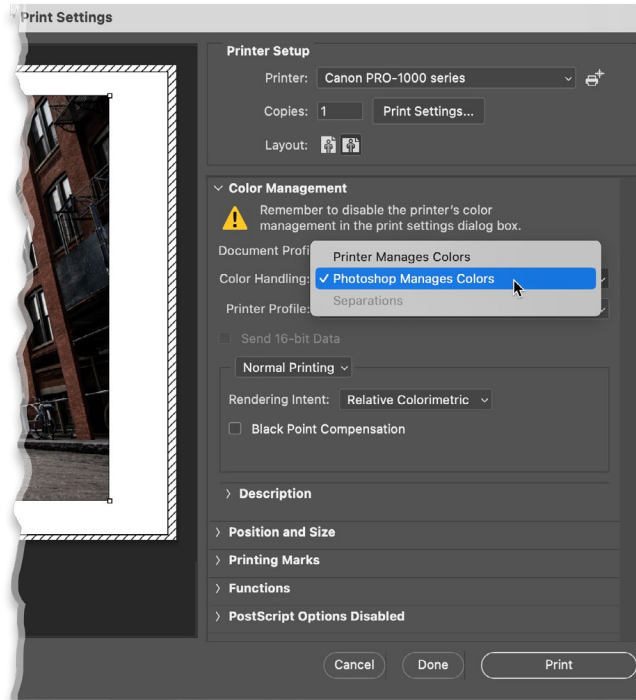 Print Settings
Printer Setup
Printer: Canon PRO-1000 series
Copies: 1 Print Settings...
Layout:
Color Management
Remember to disable the printer's color
management in the print settings dialog box.
Document Profi
Printer Manages Colors
Color Handling: ✓ Photoshop Manages Colors
Separations
Printer Profile:
Send 16-bit Data
Normal Printing
Rendering Intent: Relative Colorimetric
Black Point Compensation
Description
Position and Size
Printing Marks
Functions
PostScript Options Disabled
Cancel Done Print